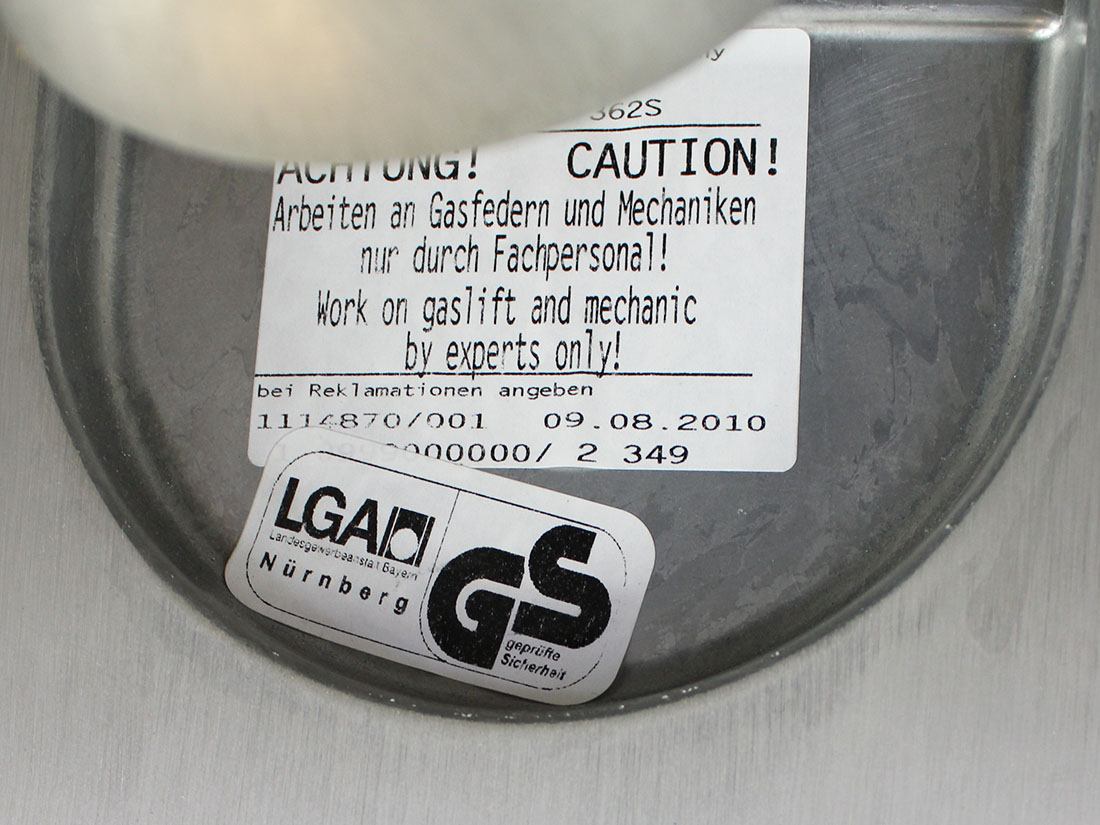 362S
ACHTUNG! CAUTION!
Arbeiten an Gasfedern und Mechaniken
nur durch Fachpersonal!
Work on gaslift and mechanic
by experts only!
bei Reklamationen angeben
1114870/001 09.08.2010
000000/ 2 349
LGA
Landesgewerbeanstalt Bayern
Nürnberg
GS
geprüfte
Sicherheit